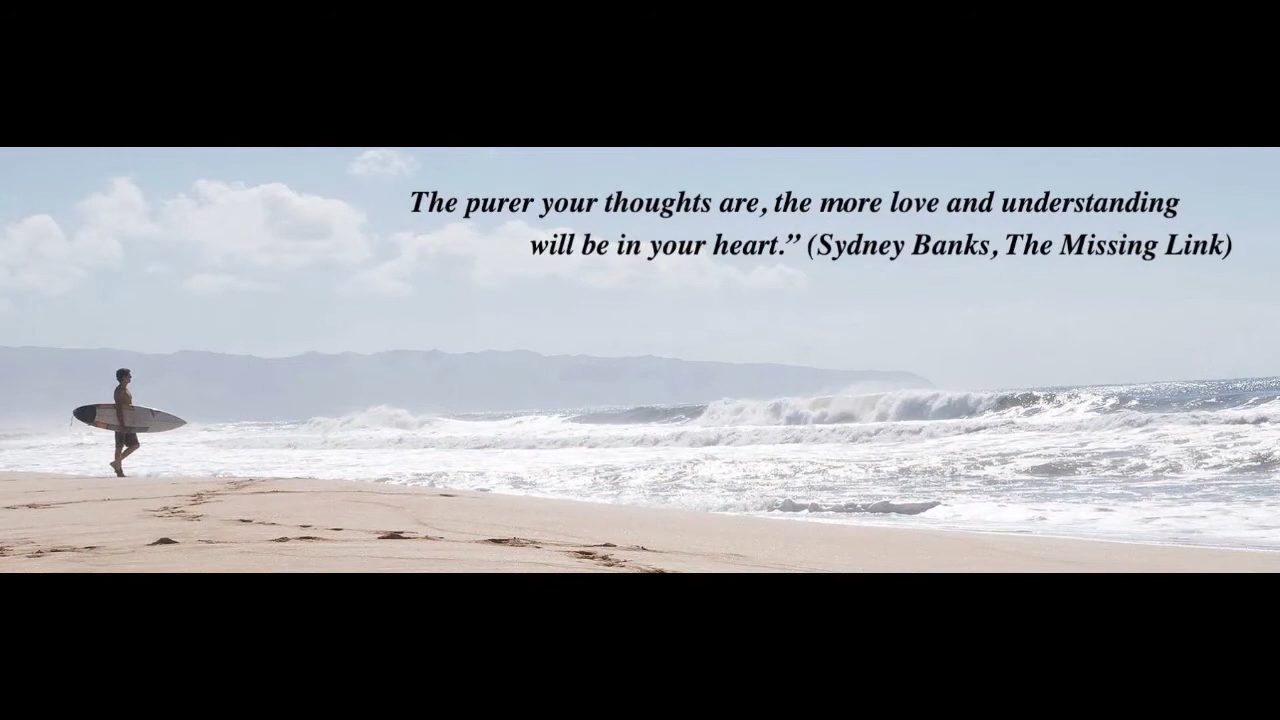 The purer your thoughts are, the more love and understanding
will be in your heart.” (Sydney Banks, The Missing Link)